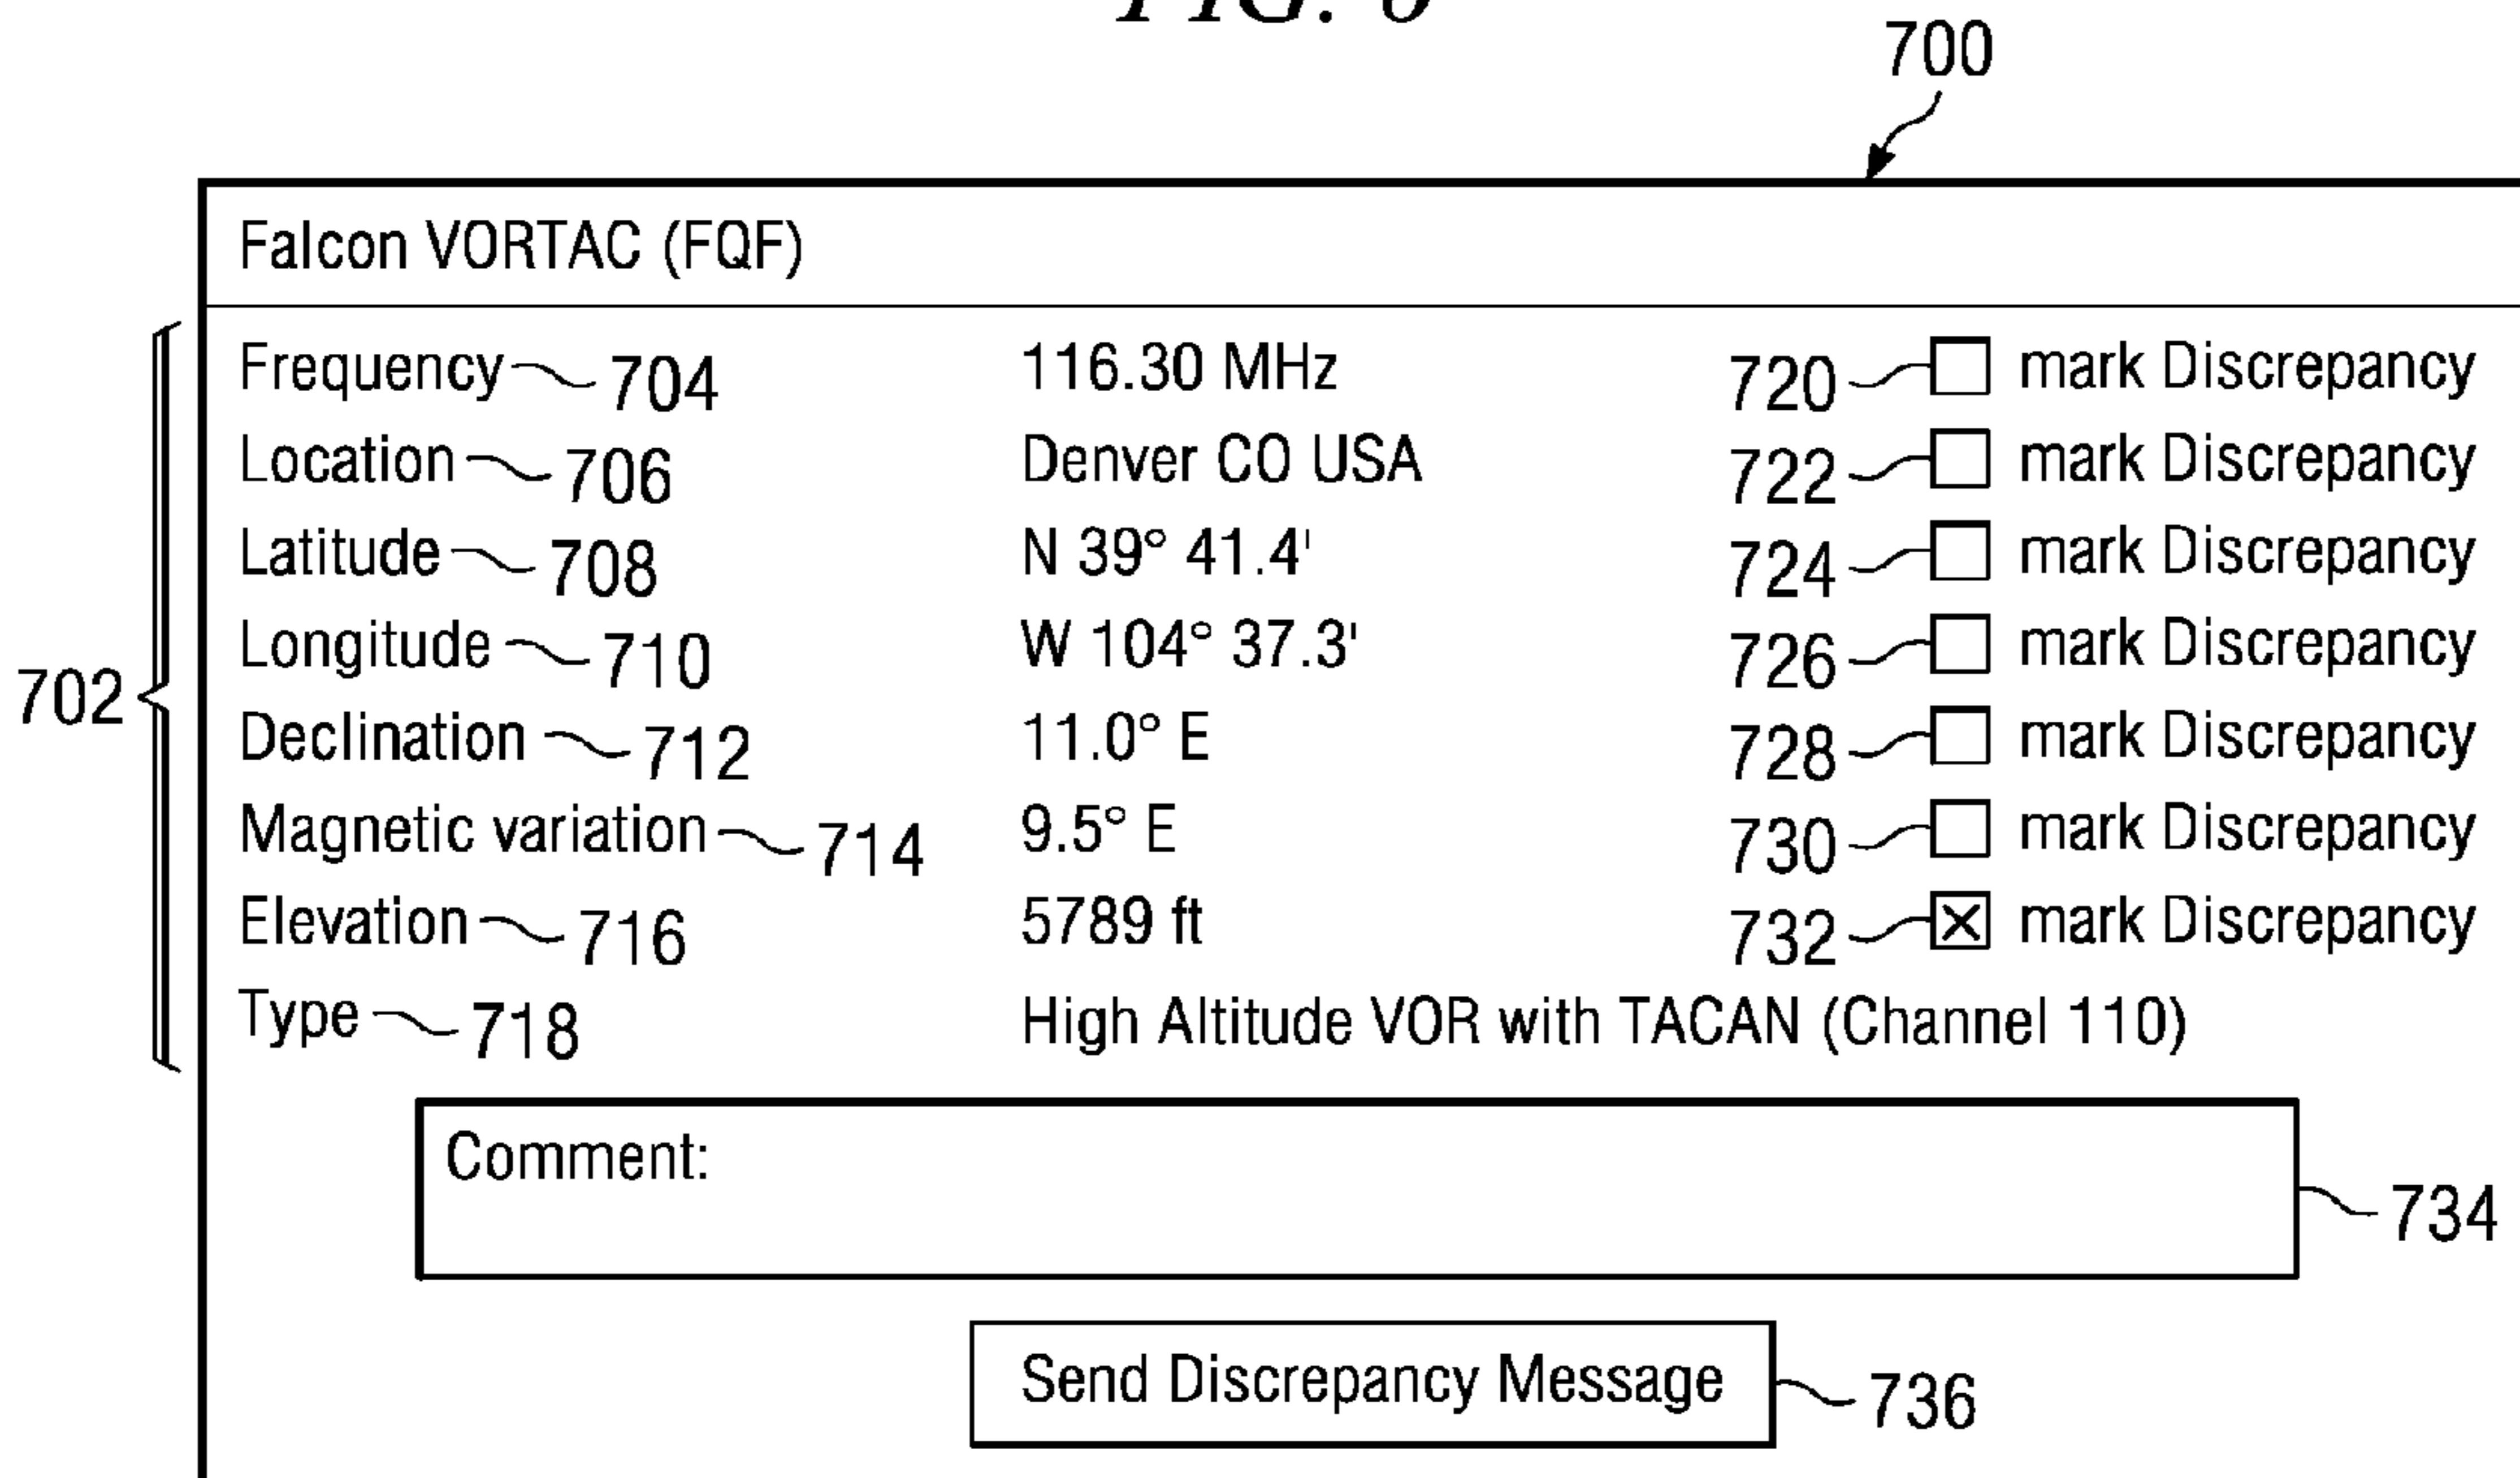 700
Falcon VORTAC (FQF)
Frequency 704 116.30 MHz 720 mark Discrepancy
Location 706 Denver CO USA 722 mark Discrepancy
Latitude 708 N 39° 41.4' 724 mark Discrepancy
Longitude 710 W 104° 37.3' 726 mark Discrepancy
702
Declination 712 11.0° E 728 mark Discrepancy
Magnetic variation 714 9.5° E 730 mark Discrepancy
Elevation 716 5789 ft 732 mark Discrepancy
Type 718 High Altitude VOR with TACAN (Channel 110)
Comment:
734
Send Discrepancy Message 736